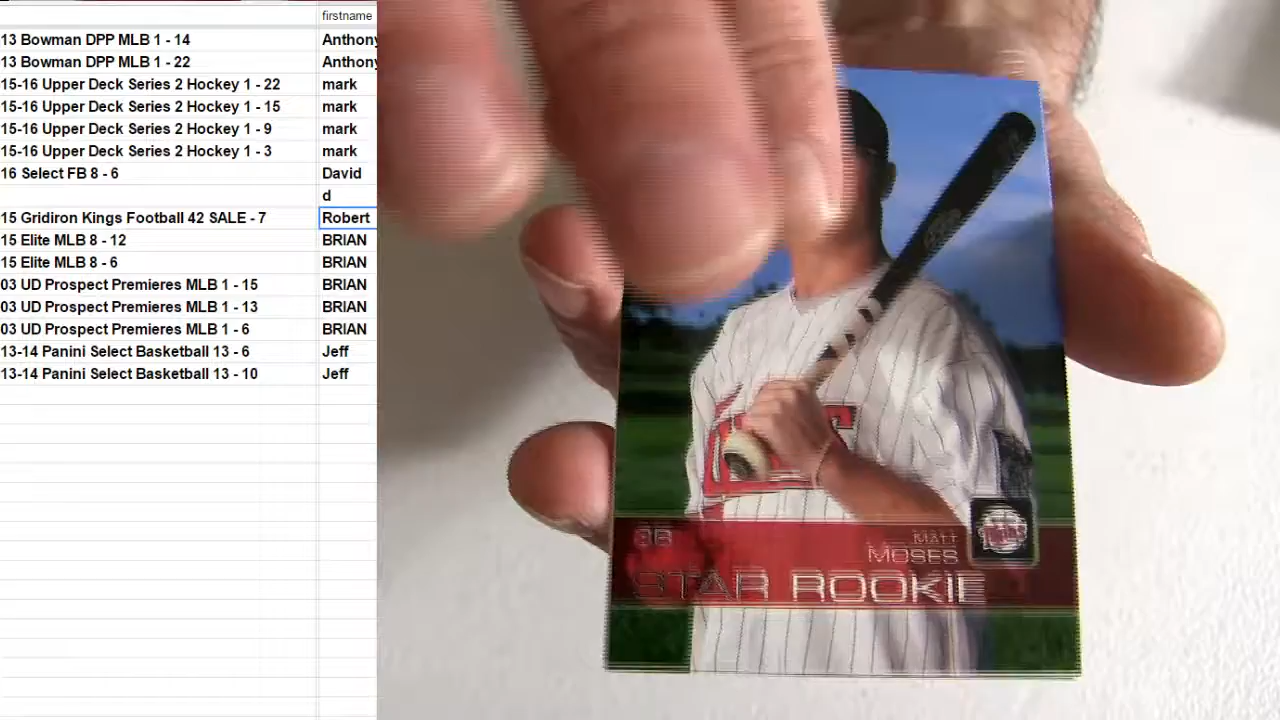 firstname
13 Bowman DPP MLB 1 - 14 Anthony
13 Bowman DPP MLB 1 - 22 Anthony
15-16 Upper Deck Series 2 Hockey 1 - 22 mark
15-16 Upper Deck Series 2 Hockey 1 - 15 mark
15-16 Upper Deck Series 2 Hockey 1 - 9 mark
15-16 Upper Deck Series 2 Hockey 1 - 3 mark
16 Select FB 8 - 6 David
d
15 Gridiron Kings Football 42 SALE - 7 Robert
15 Elite MLB 8 - 12 BRIAN
15 Elite MLB 8 - 6 BRIAN
03 UD Prospect Premieres MLB 1 - 15 BRIAN
03 UD Prospect Premieres MLB 1 - 13 BRIAN
03 UD Prospect Premieres MLB 1 - 6 BRIAN
13-14 Panini Select Basketball 13 - 6 Jeff
13-14 Panini Select Basketball 13 - 10 Jeff
3B
MATT
MOSES
STAR ROOKIE